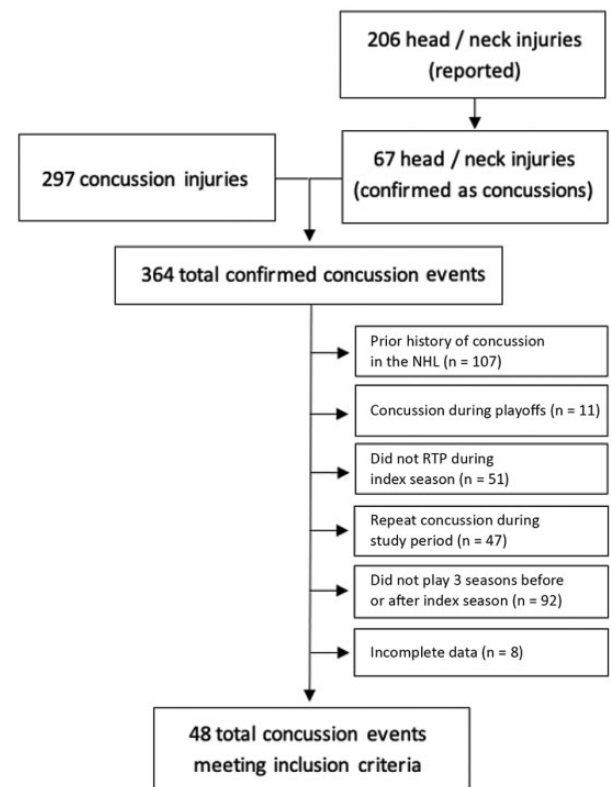 206 head / neck injuries
(reported)
297 concussion injuries
67 head / neck injuries
(confirmed as concussions)
364 total confirmed concussion events
Prior history of concussion
in the NHL (n = 107)
Concussion during playoffs (n = 11)
Did not RTP during
index season (n = 51)
Repeat concussion during
study period (n = 47)
Did not play 3 seasons before
or after index season (n = 92)
Incomplete data (n = 8)
48 total concussion events
meeting inclusion criteria